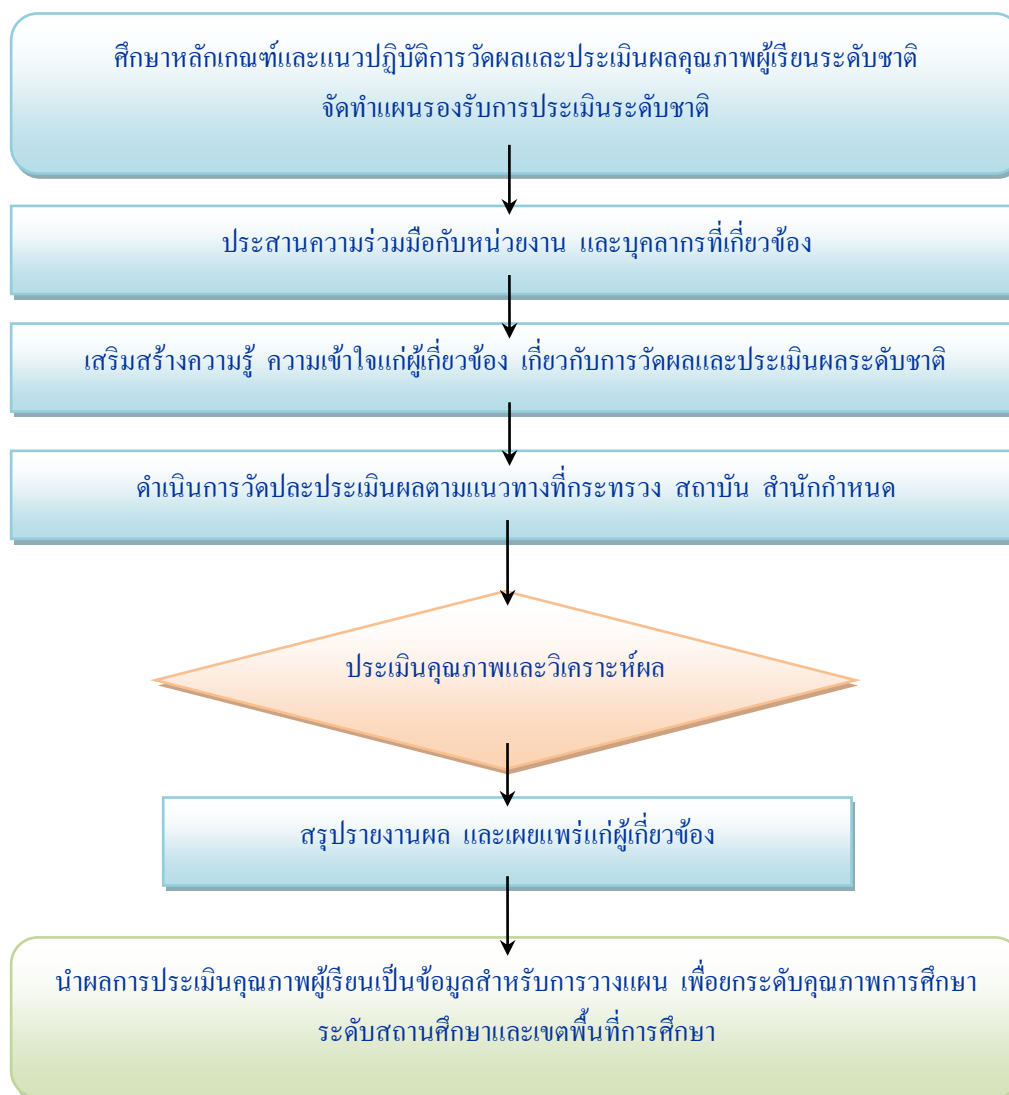 ศึกษาหลักเกณฑ์และแนวปฏิบัติการวัดผลและประเมินผลคุณภาพผู้เรียนระดับชาติ
จัดทำแผนรองรับการประเมินระดับชาติ
ประสานความร่วมมือกับหน่วยงาน และบุคลากรที่เกี่ยวข้อง
เสริมสร้างความรู้ ความเข้าใจแก่ผู้เกี่ยวข้อง เกี่ยวกับการวัดผลและประเมินผลระดับชาติ
ดำเนินการวัดปละประเมินผลตามแนวทางที่กระทรวง สถาบัน สำนักกำหนด
ประเมินคุณภาพและวิเคราะห์ผล
สรุปรายงานผล และเผยแพร่แก่ผู้เกี่ยวข้อง
นำผลการประเมินคุณภาพผู้เรียนเป็นข้อมูลสำหรับการวางแผน เพื่อยกระดับคุณภาพการศึกษา
ระดับสถานศึกษาและเขตพื้นที่การศึกษา